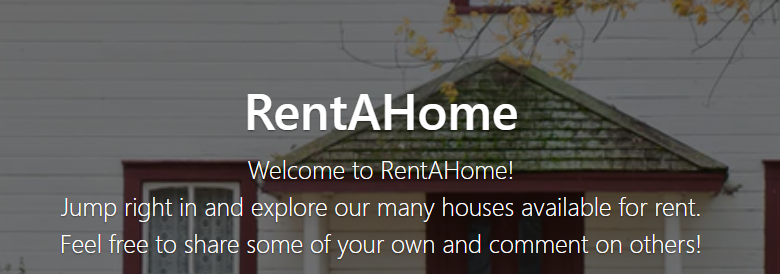 RentAHome
Welcome to RentAHome!
Jump right in and explore our many houses available for rent.
Feel free to share some of your own and comment on others!